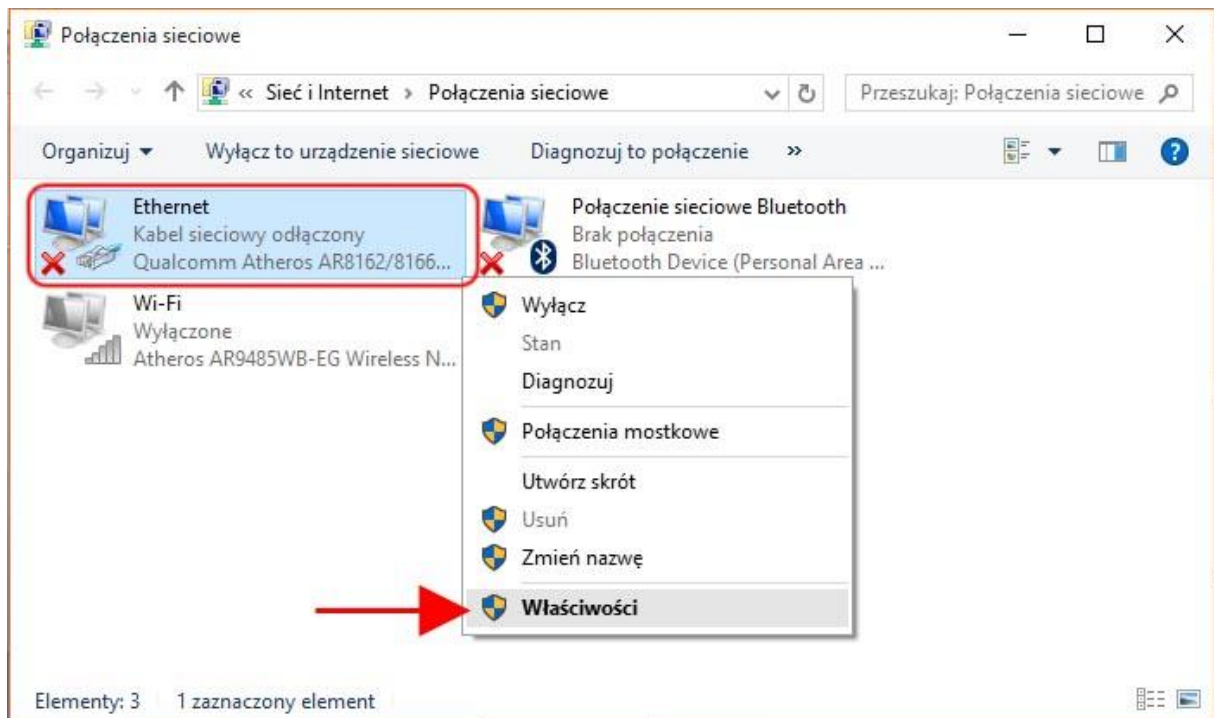 Połączenia sieciowe
« Sieć i Internet › Połączenia sieciowe
Przeszukaj: Połączenia sieciowe
Organizuj
Wyłącz to urządzenie sieciowe
Diagnozuj to połączenie
»
Ethernet
Kabel sieciowy odłączony
Qualcomm Atheros AR8162/8166...
Połączenie sieciowe Bluetooth
Brak połączenia
Bluetooth Device (Personal Area ...
Wi-Fi
Wyłączone
Atheros AR9485WB-EG Wireless N...
Wyłącz
Stan
Diagnozuj
Połączenia mostkowe
Utwórz skrót
Usuń
Zmień nazwę
Właściwości
Elementy: 3
1 zaznaczony element